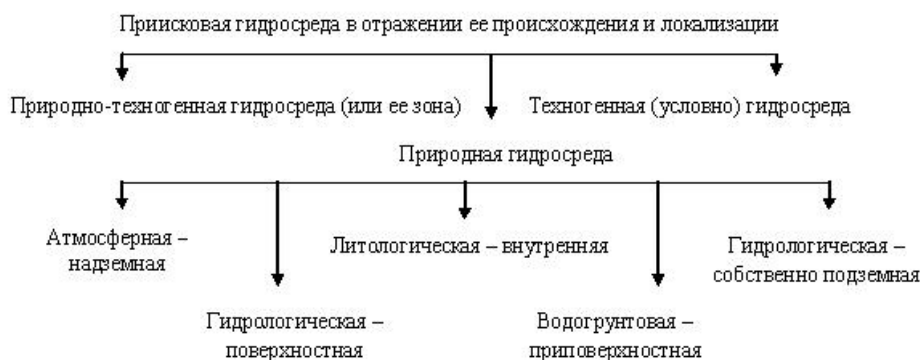 Приисковая гидросреда в отражении ее происхождения и локализации
Природно-техногенная гидросреда (или ее зона)
Техногенная (условно) гидросреда
Природная гидросреда
Атмосферная –
надземная
Литологическая – внутренняя
Гидрологическая –
собственно подземная
Гидрологическая –
поверхностная
Водогрунтовая –
приповерхностная